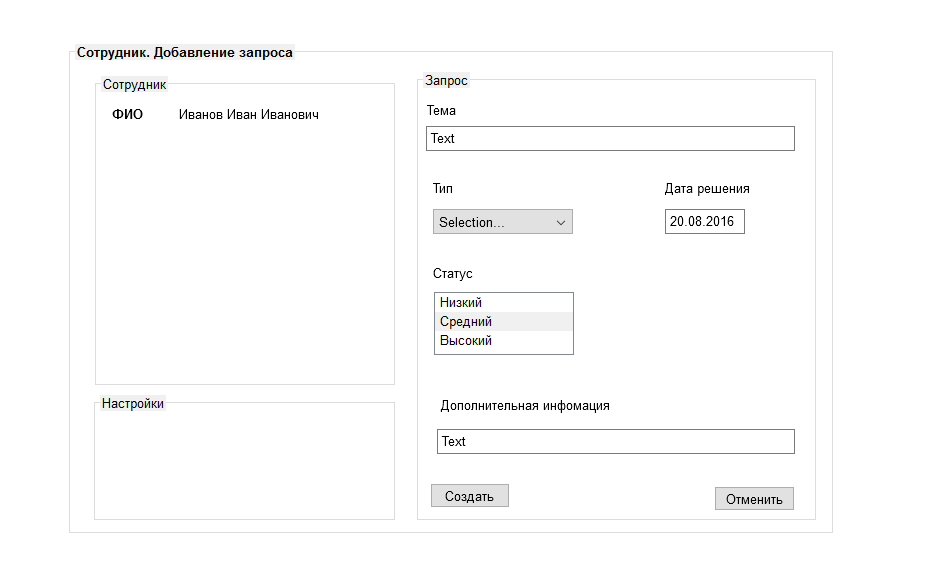 Сотрудник. Добавление запроса
Сотрудник
ФИО Иванов Иван Иванович
Настройки
Запрос
Тема
Text
Тип Дата решения
Selection... 20.08.2016
Статус
Низкий
Средний
Высокий
Дополнительная инфомация
Text
Создать Отменить